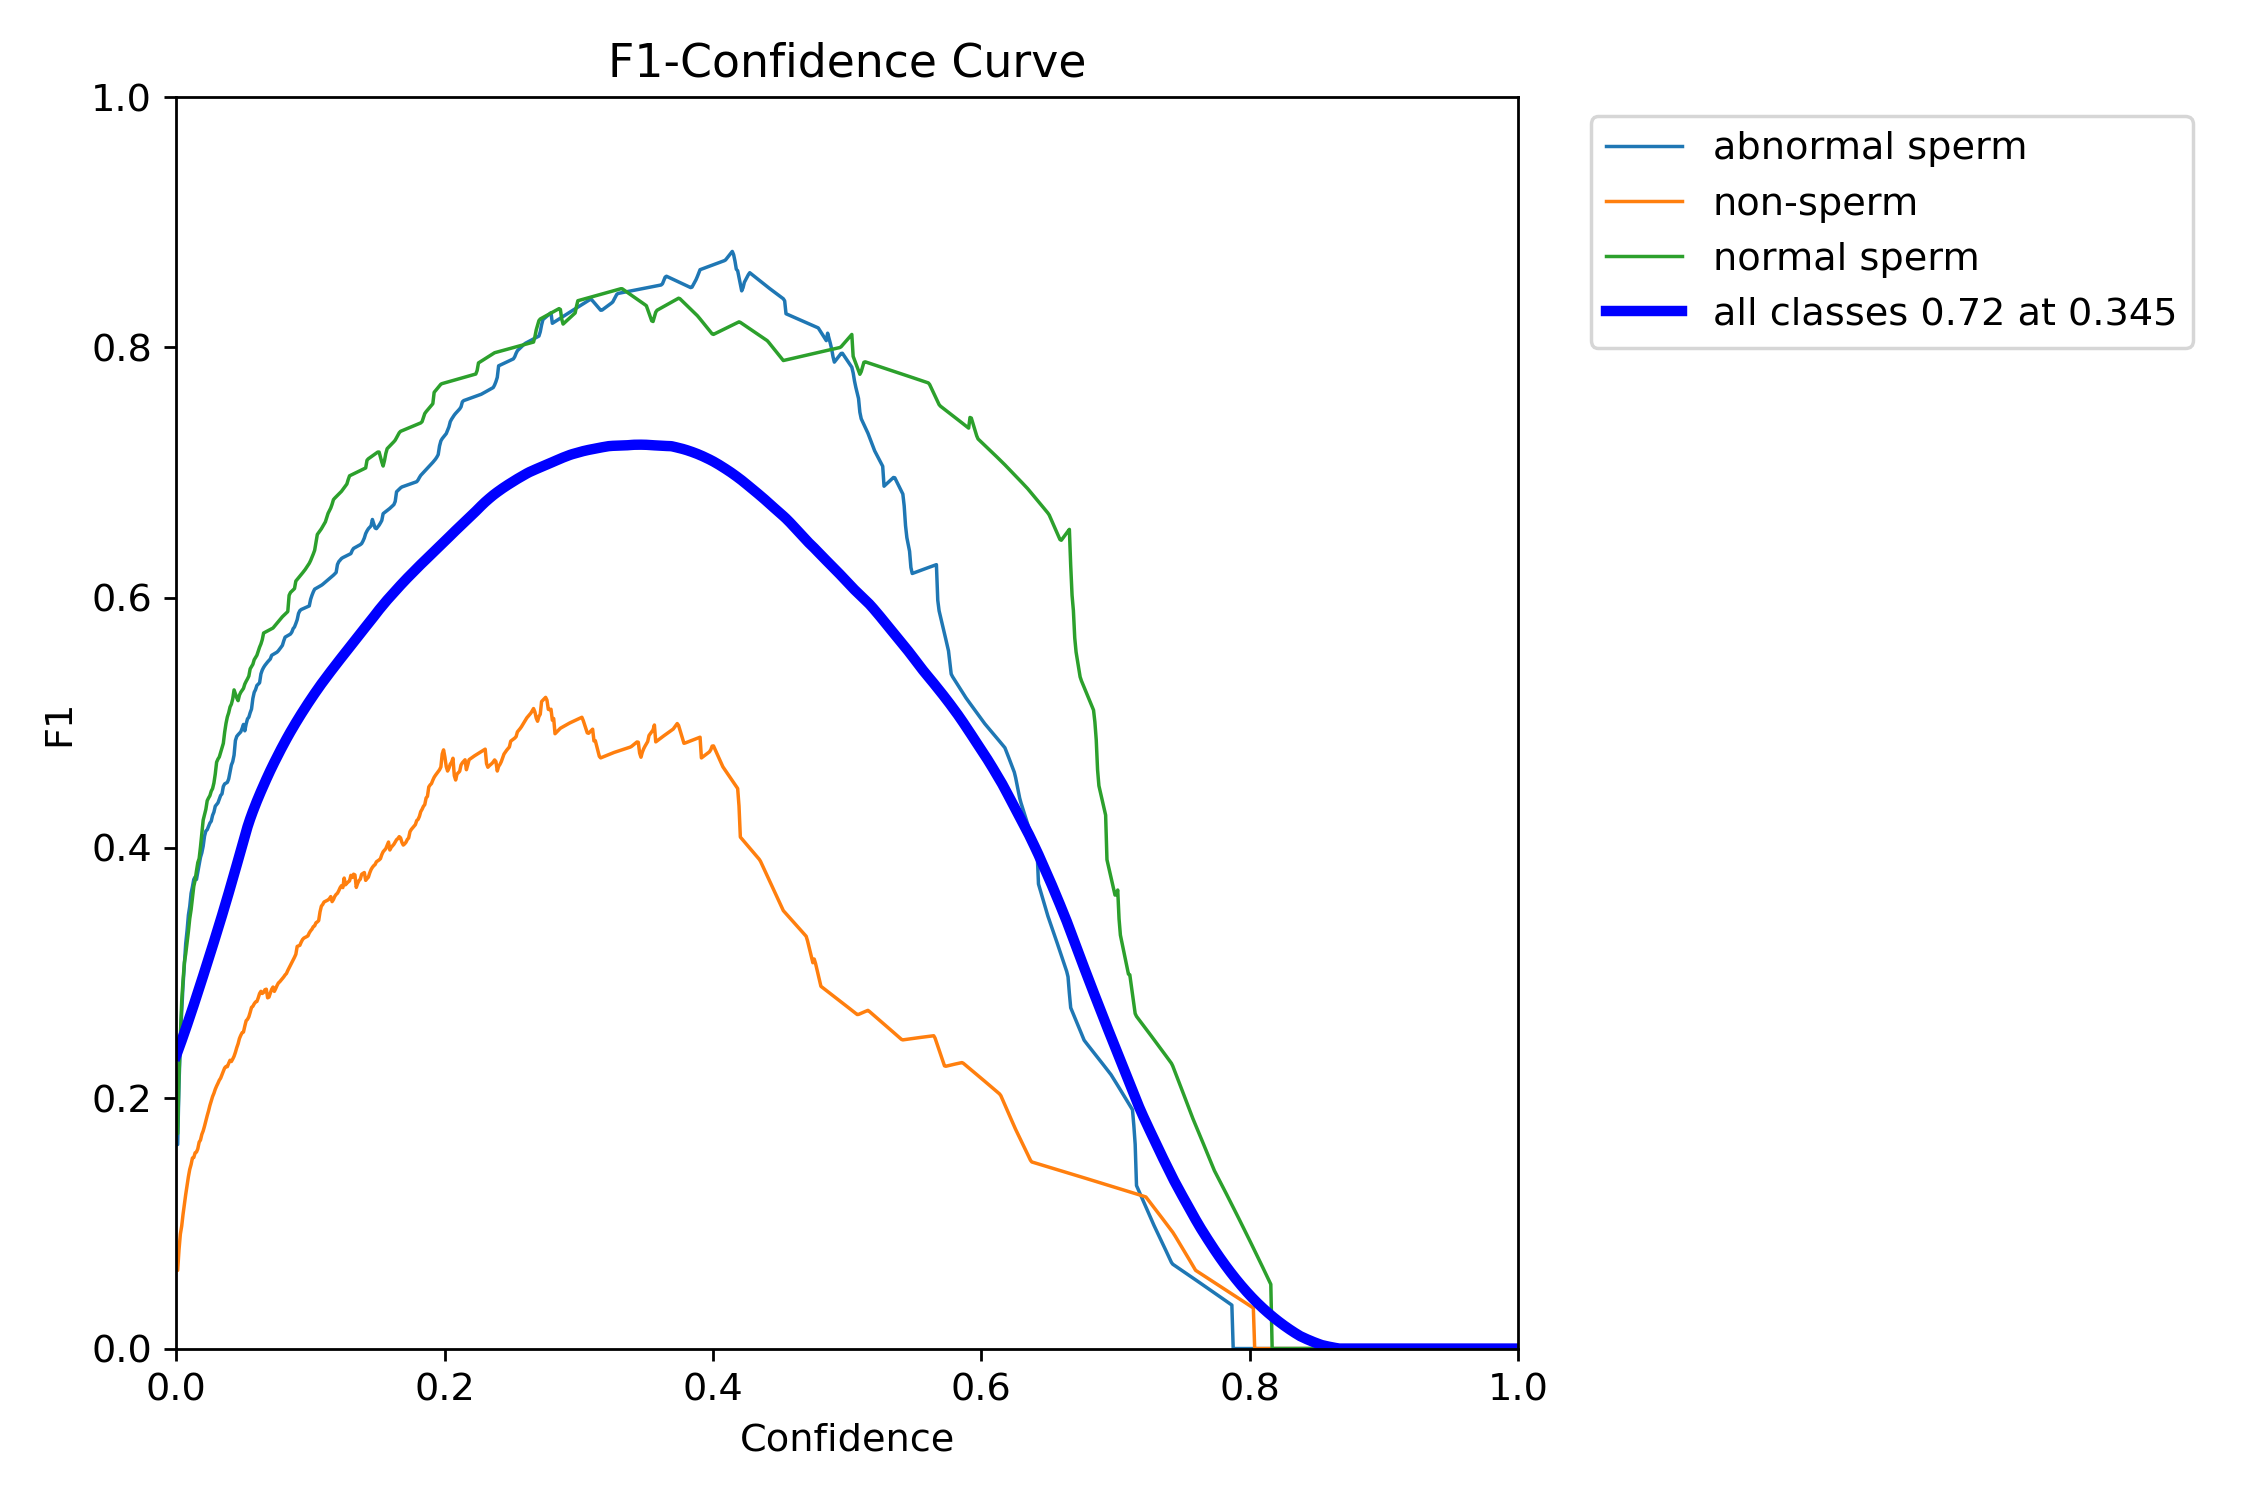 F1-Confidence Curve
abnormal sperm
non-sperm
normal sperm
all classes 0.72 at 0.345
F1
1.0
0.8
0.6
0.4
0.2
0.0
0.0 0.2 0.4 0.6 0.8 1.0
Confidence